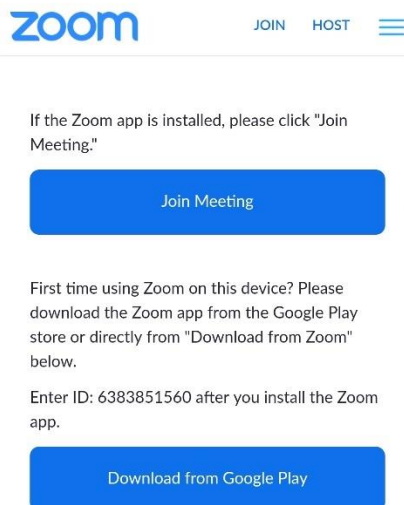 zoom JOIN HOST
If the Zoom app is installed, please click "Join
Meeting."
Join Meeting
First time using Zoom on this device? Please
download the Zoom app from the Google Play
store or directly from "Download from Zoom"
below.
Enter ID: 6383851560 after you install the Zoom
app.
Download from Google Play